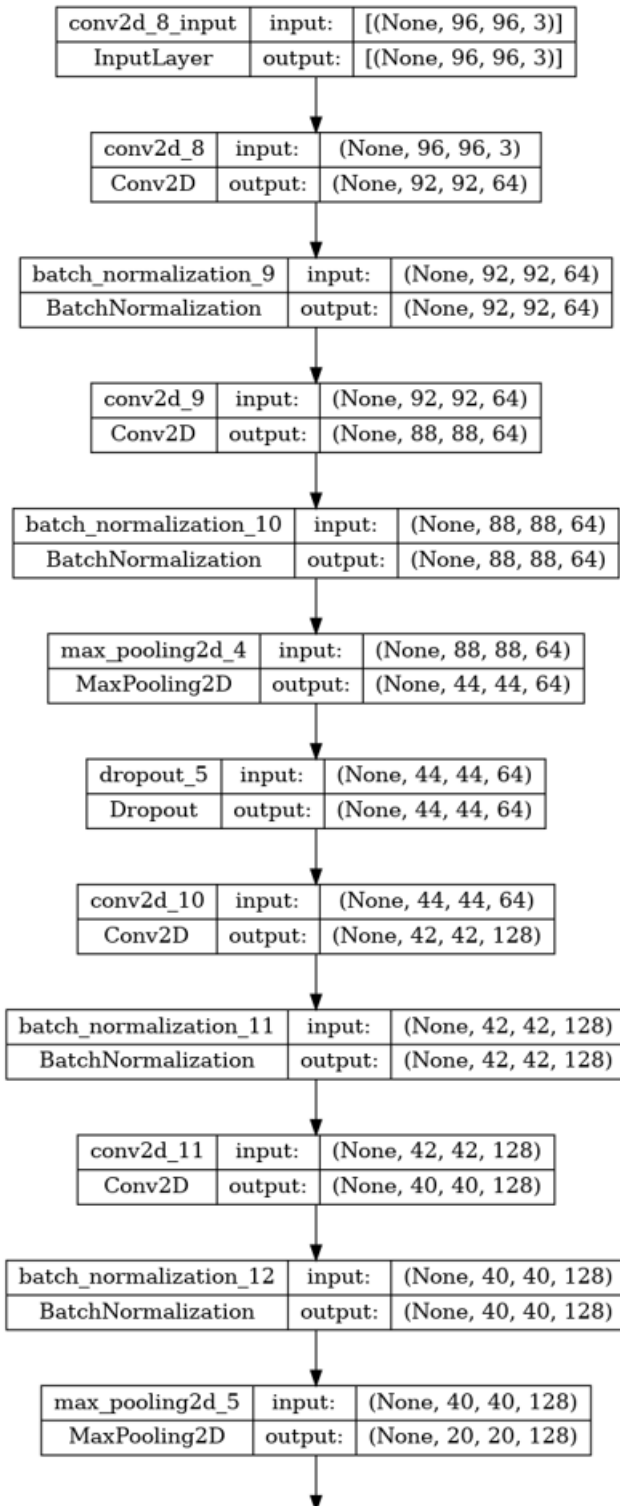 conv2d_8_input input: [(None, 96, 96, 3)]
InputLayer output: [(None, 96, 96, 3)]
conv2d_8 input: (None, 96, 96, 3)
Conv2D output: (None, 92, 92, 64)
batch_normalization_9 input: (None, 92, 92, 64)
BatchNormalization output: (None, 92, 92, 64)
conv2d_9 input: (None, 92, 92, 64)
Conv2D output: (None, 88, 88, 64)
batch_normalization_10 input: (None, 88, 88, 64)
BatchNormalization output: (None, 88, 88, 64)
max_pooling2d_4 input: (None, 88, 88, 64)
MaxPooling2D output: (None, 44, 44, 64)
dropout_5 input: (None, 44, 44, 64)
Dropout output: (None, 44, 44, 64)
conv2d_10 input: (None, 44, 44, 64)
Conv2D output: (None, 42, 42, 128)
batch_normalization_11 input: (None, 42, 42, 128)
BatchNormalization output: (None, 42, 42, 128)
conv2d_11 input: (None, 42, 42, 128)
Conv2D output: (None, 40, 40, 128)
batch_normalization_12 input: (None, 40, 40, 128)
BatchNormalization output: (None, 40, 40, 128)
max_pooling2d_5 input: (None, 40, 40, 128)
MaxPooling2D output: (None, 20, 20, 128)